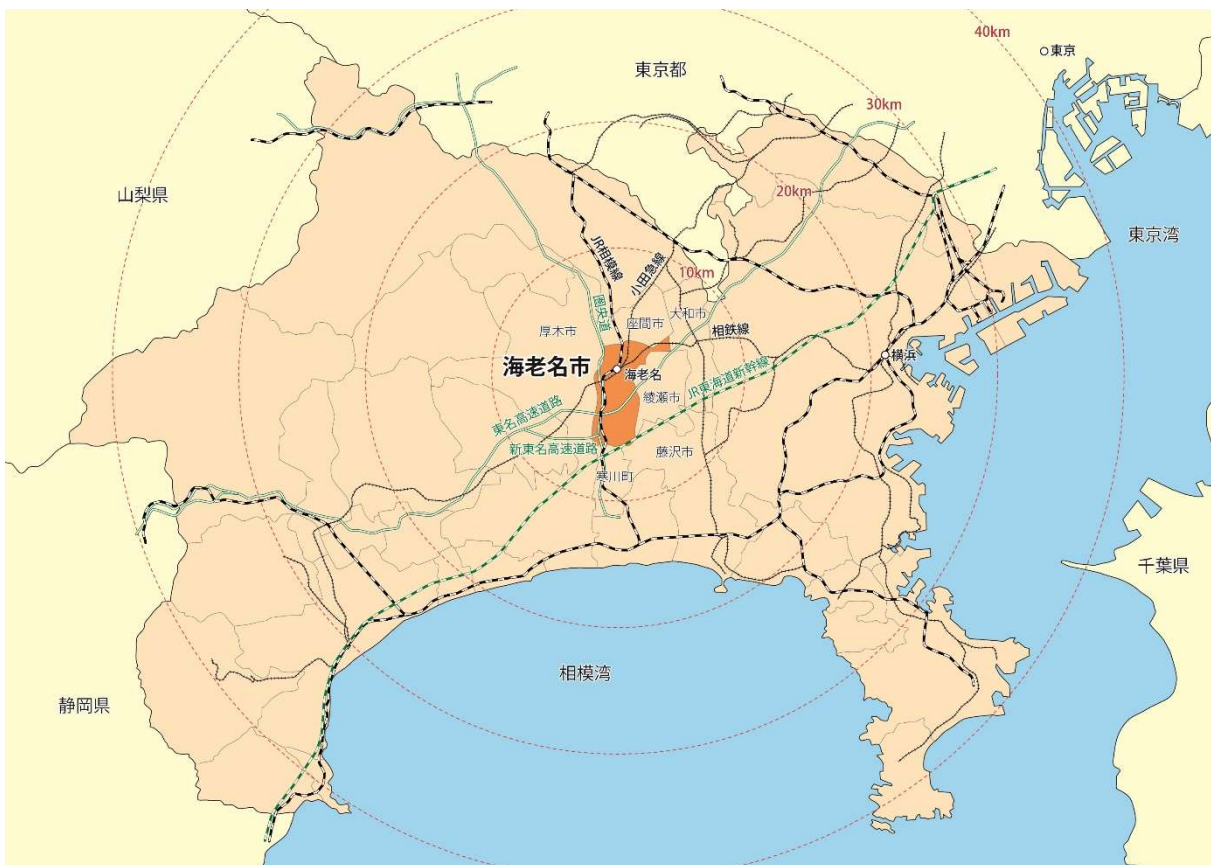 40km
東京
東京都
30km
山梨県
20km
東京湾
JR相模線
小田急線
10km
圏央道
大和市
座間市
厚木市
相鉄線
横浜
海老名市
海老名
JR東海道新幹線
綾瀬市
東名高速道路
新東名高速道路
藤沢市
寒川町
千葉県
相模湾
静岡県